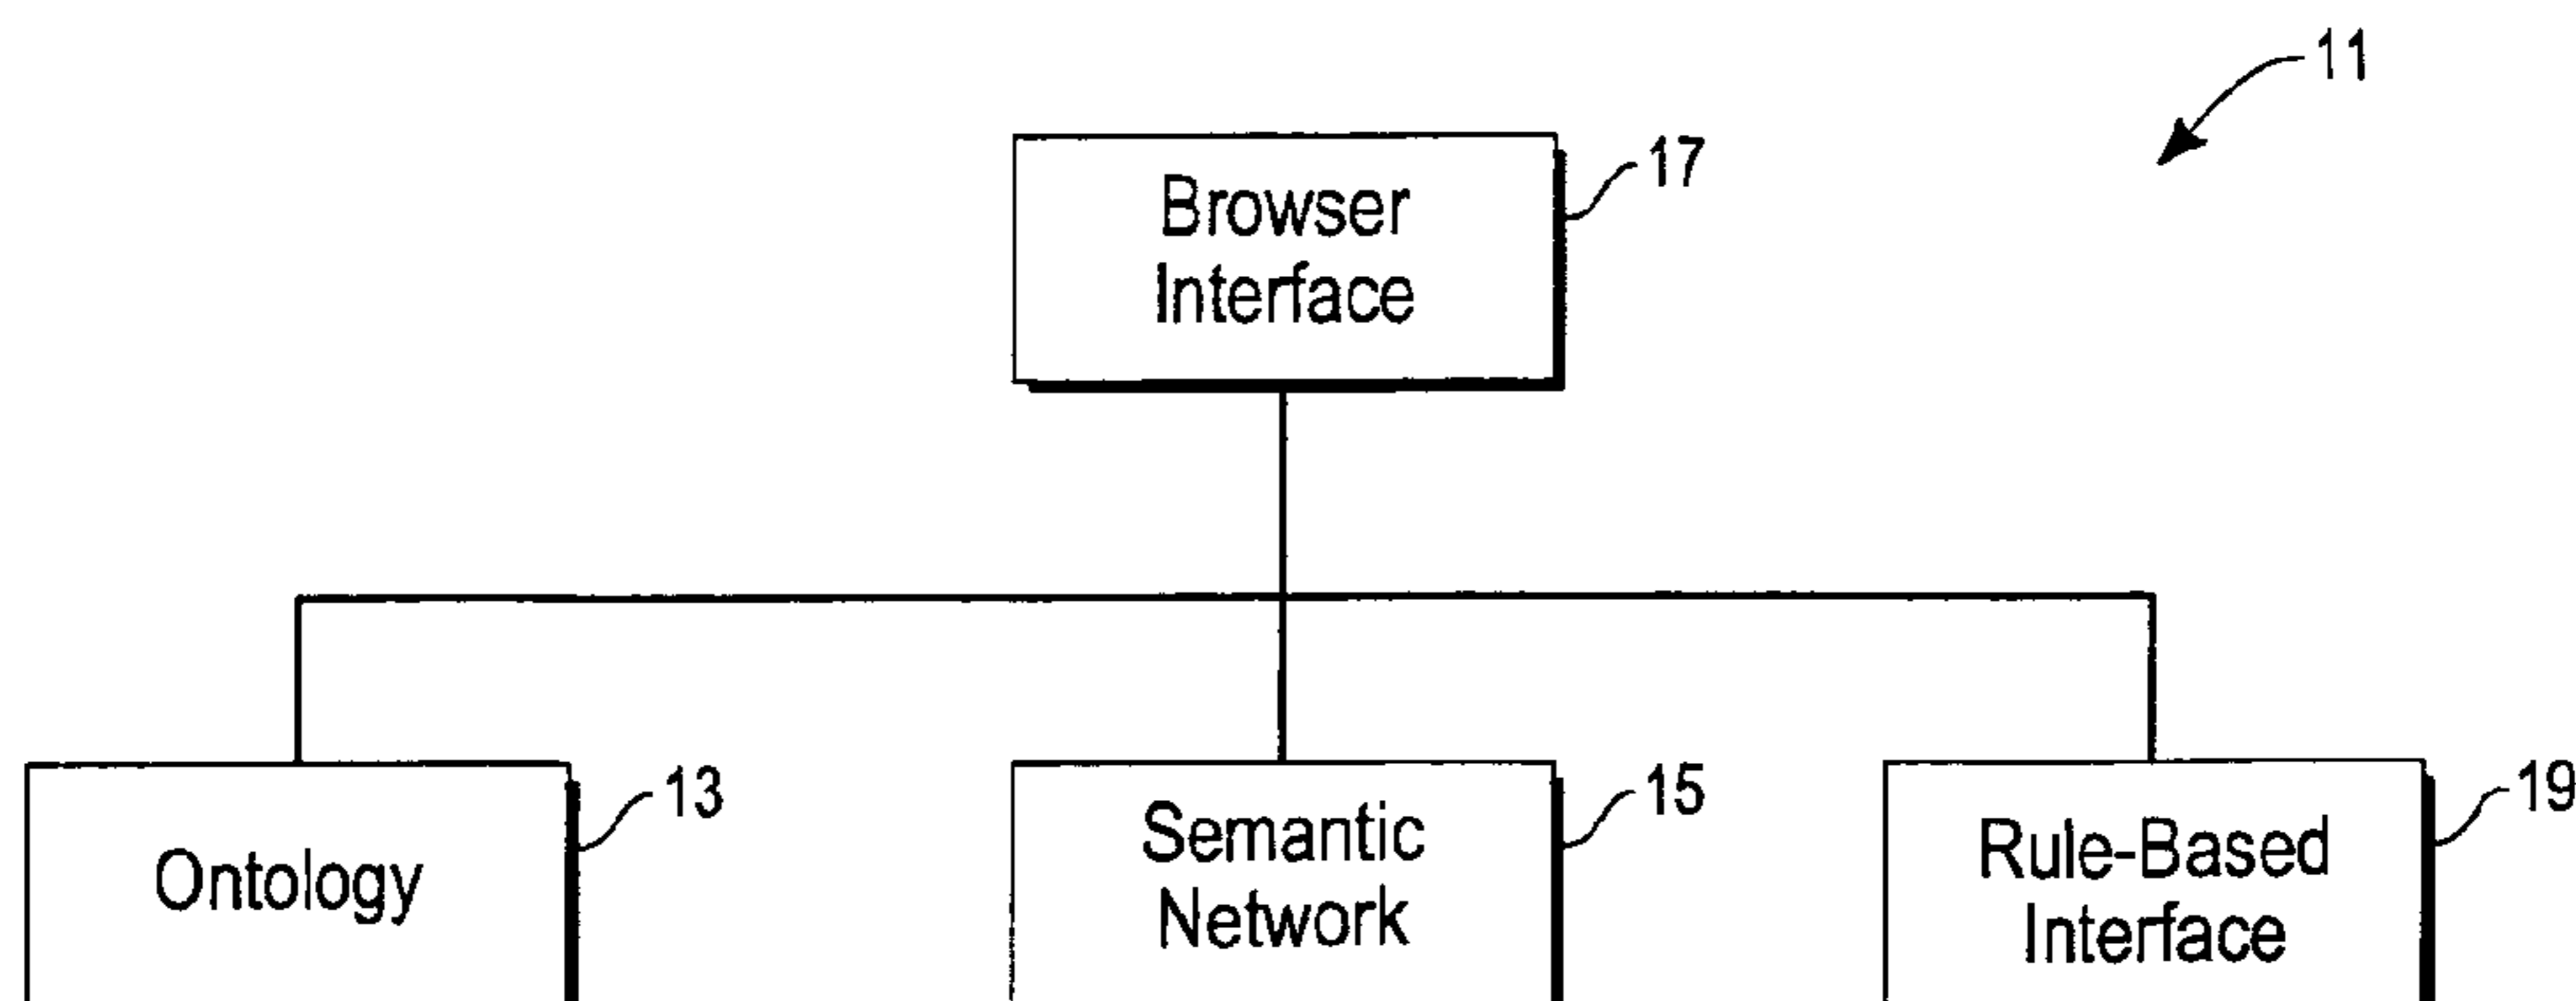 11
Browser
Interface
17
Ontology
13
Semantic
Network
15
Rule-Based
Interface
19